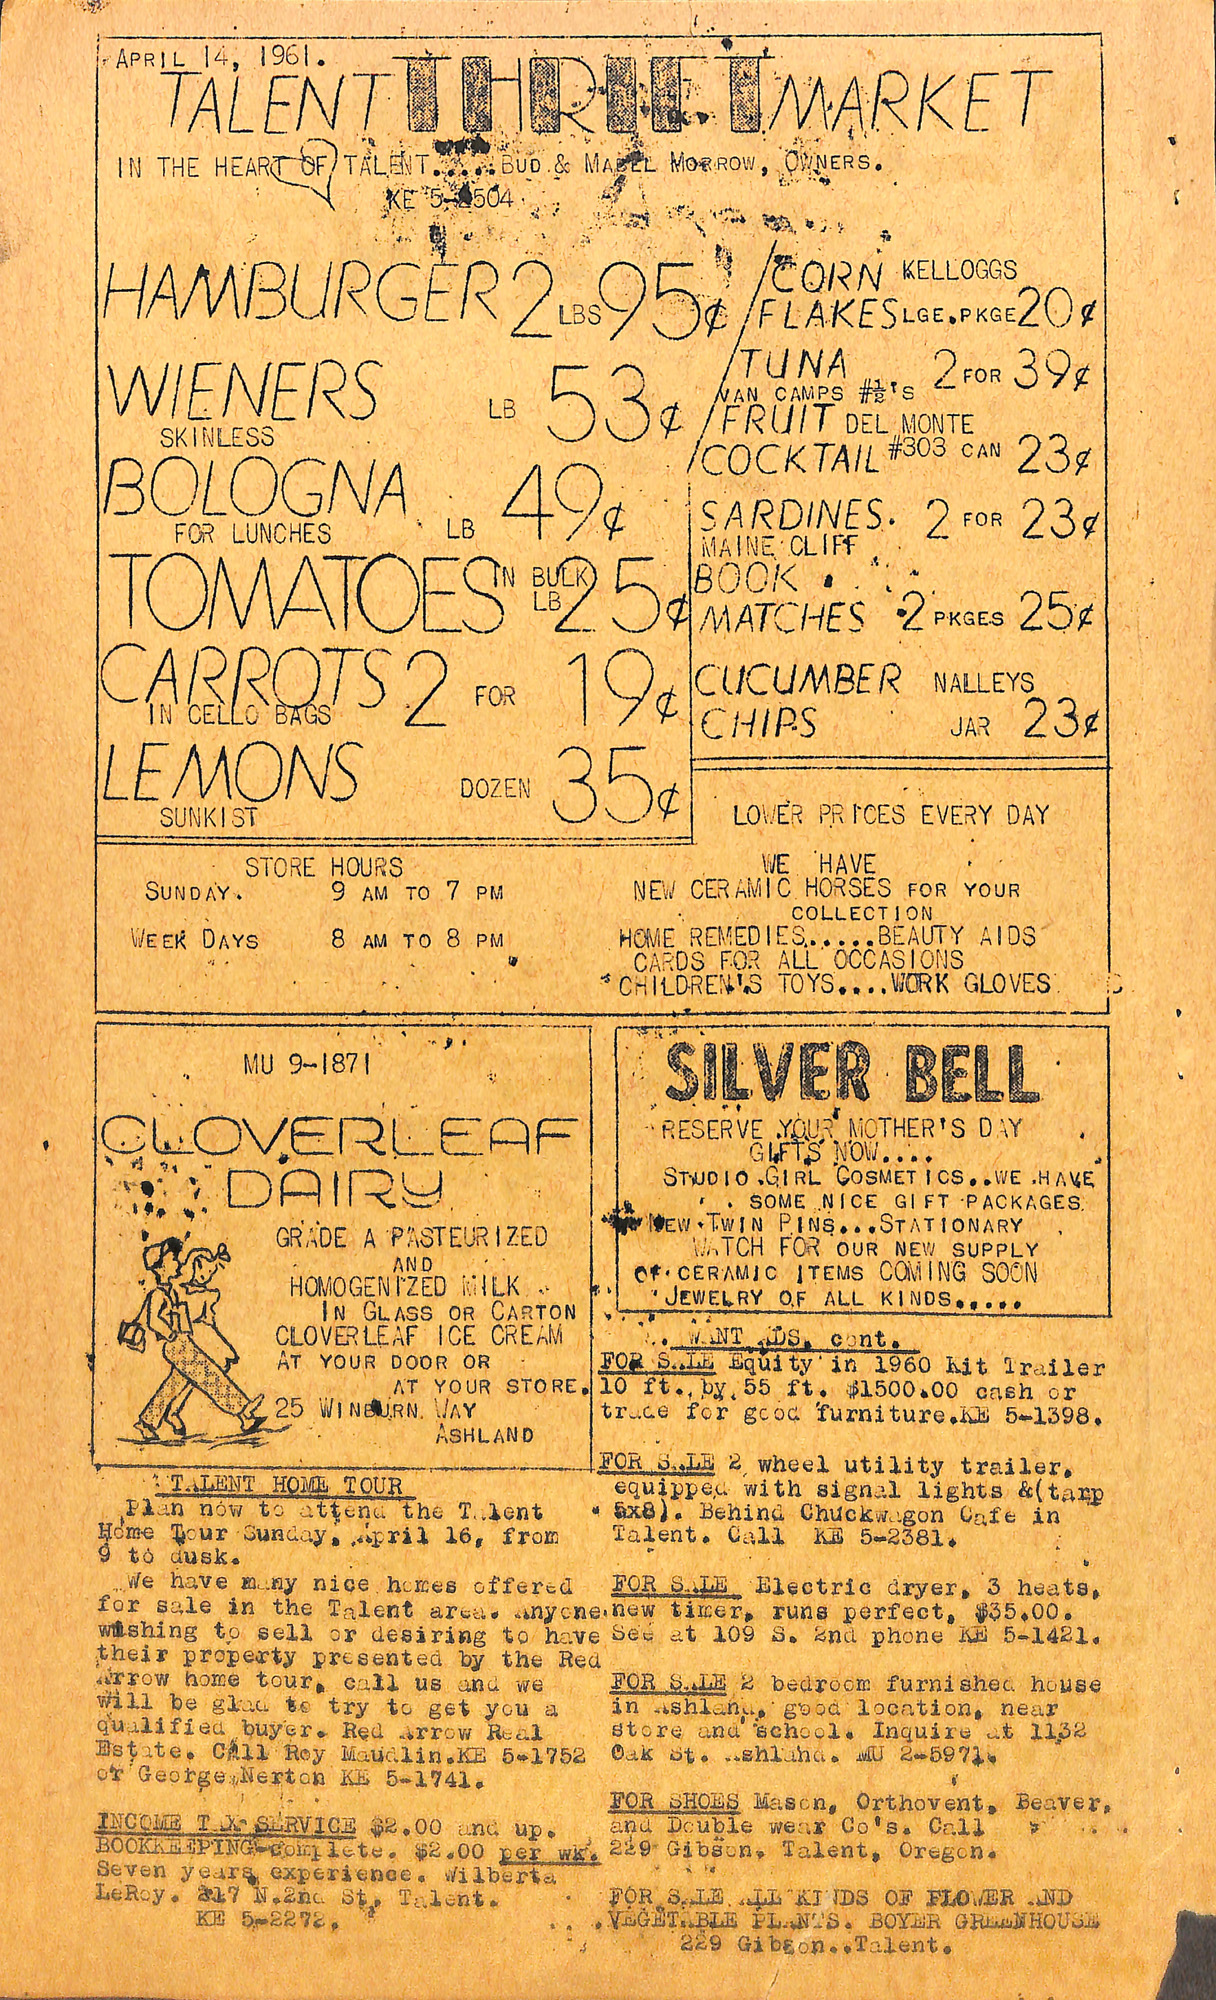 APRIL 14, 1961.
TALENT THRIFT MARKET
IN THE HEART OF TALENT.....BUD & MABEL MORROW, OWNERS.
KE 5-504
HAMBURGER 2 LBS 95¢
WIENERS LB 53¢
SKINLESS
BOLOGNA LB 49¢
FOR LUNCHES
TOMATOES IN BULK LB 25¢
CARROTS 2 FOR 19¢
IN CELLO BAGS
LEMONS DOZEN 35¢
SUNKIST
CORN KELLOGGS
FLAKES LGE.PKGE 20¢
TUNA 2 FOR 39¢
VAN CAMPS #½'S
FRUIT DEL MONTE
COCKTAIL #303 CAN 23¢
SARDINES. 2 FOR 23¢
MAINE CLIFF
BOOK
MATCHES 2 PKGES 25¢
CUCUMBER NALLEYS
CHIPS JAR 23¢
STORE HOURS
SUNDAY. 9 AM TO 7 PM
WEEK DAYS 8 AM TO 8 PM
LOWER PRICES EVERY DAY
WE HAVE
NEW CERAMIC HORSES FOR YOUR
COLLECTION
HOME REMEDIES.....BEAUTY AIDS
CARDS FOR ALL OCCASIONS
CHILDREN'S TOYS....WORK GLOVES
MU 9-1871
CLOVERLEAF
DAIRY
GRADE A PASTEURIZED
AND
HOMOGENIZED MILK
IN GLASS OR CARTON
CLOVERLEAF ICE CREAM
AT YOUR DOOR OR
AT YOUR STORE.
25 WINBURN WAY
ASHLAND
SILVER BELL
RESERVE YOUR MOTHER'S DAY
GIFTS NOW....
STUDIO GIRL COSMETICS..WE HAVE
SOME NICE GIFT PACKAGES
NEW TWIN PINS...STATIONARY
WATCH FOR OUR NEW SUPPLY
OF CERAMIC ITEMS COMING SOON
JEWELRY OF ALL KINDS.....
TALENT HOME TOUR
Plan now to attend the Talent
Home Tour Sunday, April 16, from
9 to dusk.
We have many nice homes offered
for sale in the Talent area. Anyone
wishing to sell or desiring to have
their property presented by the Red
Arrow home tour, call us and we
will be glad to try to get you a
qualified buyer. Red Arrow Real
Estate. Call Roy Maudlin.KE 5-1752
or George Nerton KE 5-1741.
INCOME TAX SERVICE $2.00 and up.
BOOKKEEPING complete. $2.00 per wk.
Seven years experience. Wilberta
LeRoy. 217 N.2nd St, Talent.
KE 5-2272.
WANT ADS, cont.
FOR SALE Equity in 1960 Kit Trailer
10 ft. by 55 ft. $1500.00 cash or
trade for good furniture.KE 5-1398.
FOR SALE 2 wheel utility trailer.
equipped with signal lights &(tarp
5x8). Behind Chuckwagon Cafe in
Talent. Call KE 5-2381.
FOR SALE Electric dryer, 3 heats,
new timer, runs perfect, $35.00.
See at 109 S. 2nd phone KE 5-1421.
FOR SALE 2 bedroom furnished house
in Ashland, good location, near
store and school. Inquire at 1132
Oak St. Ashland. MU 2-5971.
FOR SHOES Mason, Orthovent, Beaver,
and Double wear Co's. Call
229 Gibson, Talent, Oregon.
FOR SALE ALL KINDS OF FLOWER AND
VEGETABLE PLANTS. BOYER GREENHOUSE
229 Gibson..Talent.